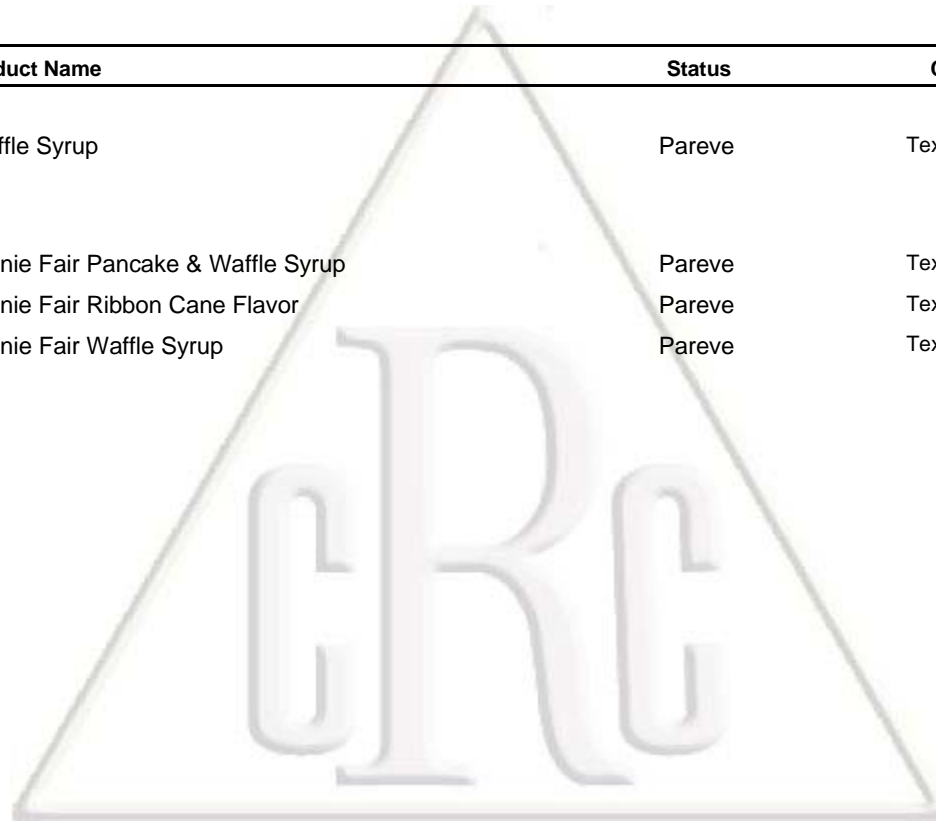 duct Name Status
ffle Syrup Pareve Tex
nie Fair Pancake & Waffle Syrup Pareve Tex
nie Fair Ribbon Cane Flavor Pareve Tex
nie Fair Waffle Syrup Pareve Tex
cRc